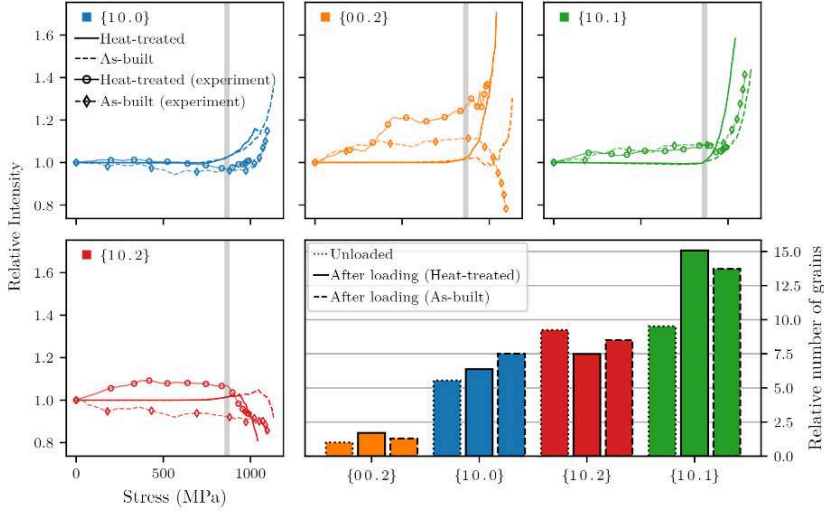 {10.0}
Heat-treated
As-built
Heat-treated (experiment)
As-built (experiment)
{00.2}
{10.1}
1.6
1.4
1.2
1.0
0.8
Relative Intensity
{10.2}
1.6
1.4
1.2
1.0
0.8
0
500
1000
Stress (MPa)
Unloaded
After loading (Heat-treated)
After loading (As-built)
15.0
12.5
10.0
7.5
5.0
2.5
0.0
Relative number of grains
{00.2}
{10.0}
{10.2}
{10.1}